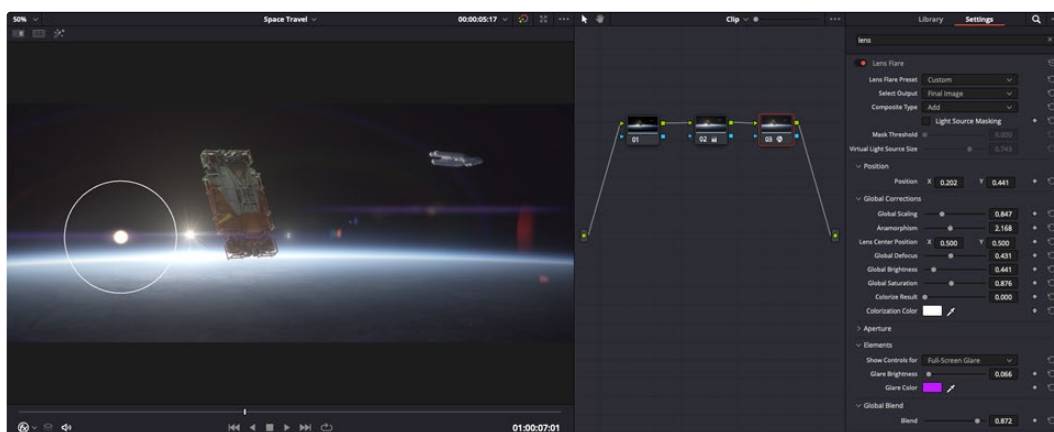 50%
Space Travel
00:00:05:17
Clip
Library
Settings
lens
Lens Flare
Lens Flare Preset Custom
Select Output Final Image
Composite Type Add
Light Source Masking
Mask Threshold 0.000
Virtual Light Source Size 0.743
Position
Position X 0.202 Y 0.441
Global Corrections
Global Scaling 0.847
Anamorphism 2.168
Lens Center Position X 0.500 Y 0.500
Global Defocus 0.431
Global Brightness 0.441
Global Saturation 0.876
Colorize Result 0.000
Colorization Color
Aperture
Elements
Show Controls for Full-Screen Glare
Glare Brightness 0.066
Glare Color
Global Blend
Blend 0.872
01
02
03
01:00:07:01